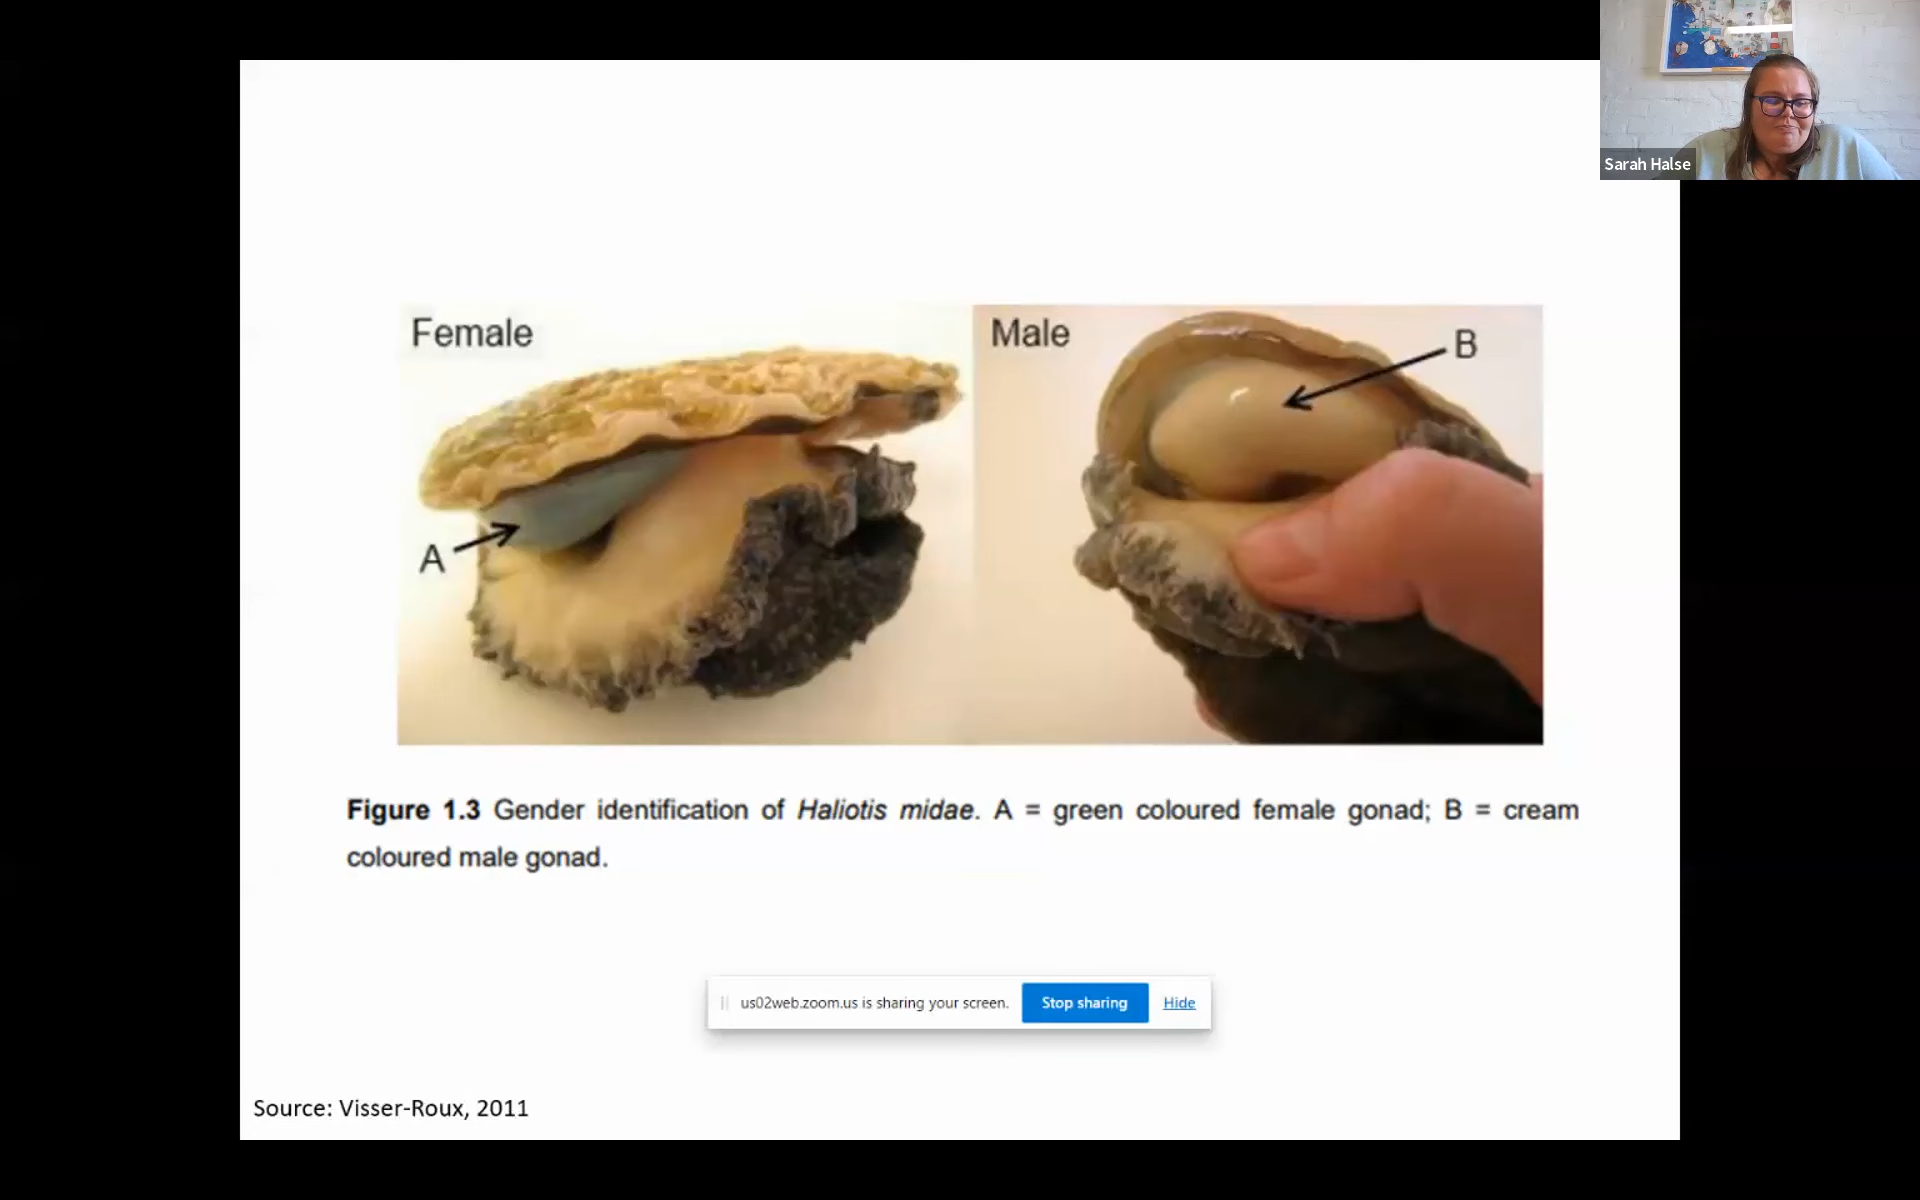 Sarah Halse
Female
Male
B
A
Figure 1.3 Gender identification of Haliotis midae. A = green coloured female gonad; B = cream
coloured male gonad.
us02web.zoom.us is sharing your screen.
Stop sharing
Hide
Source: Visser-Roux, 2011